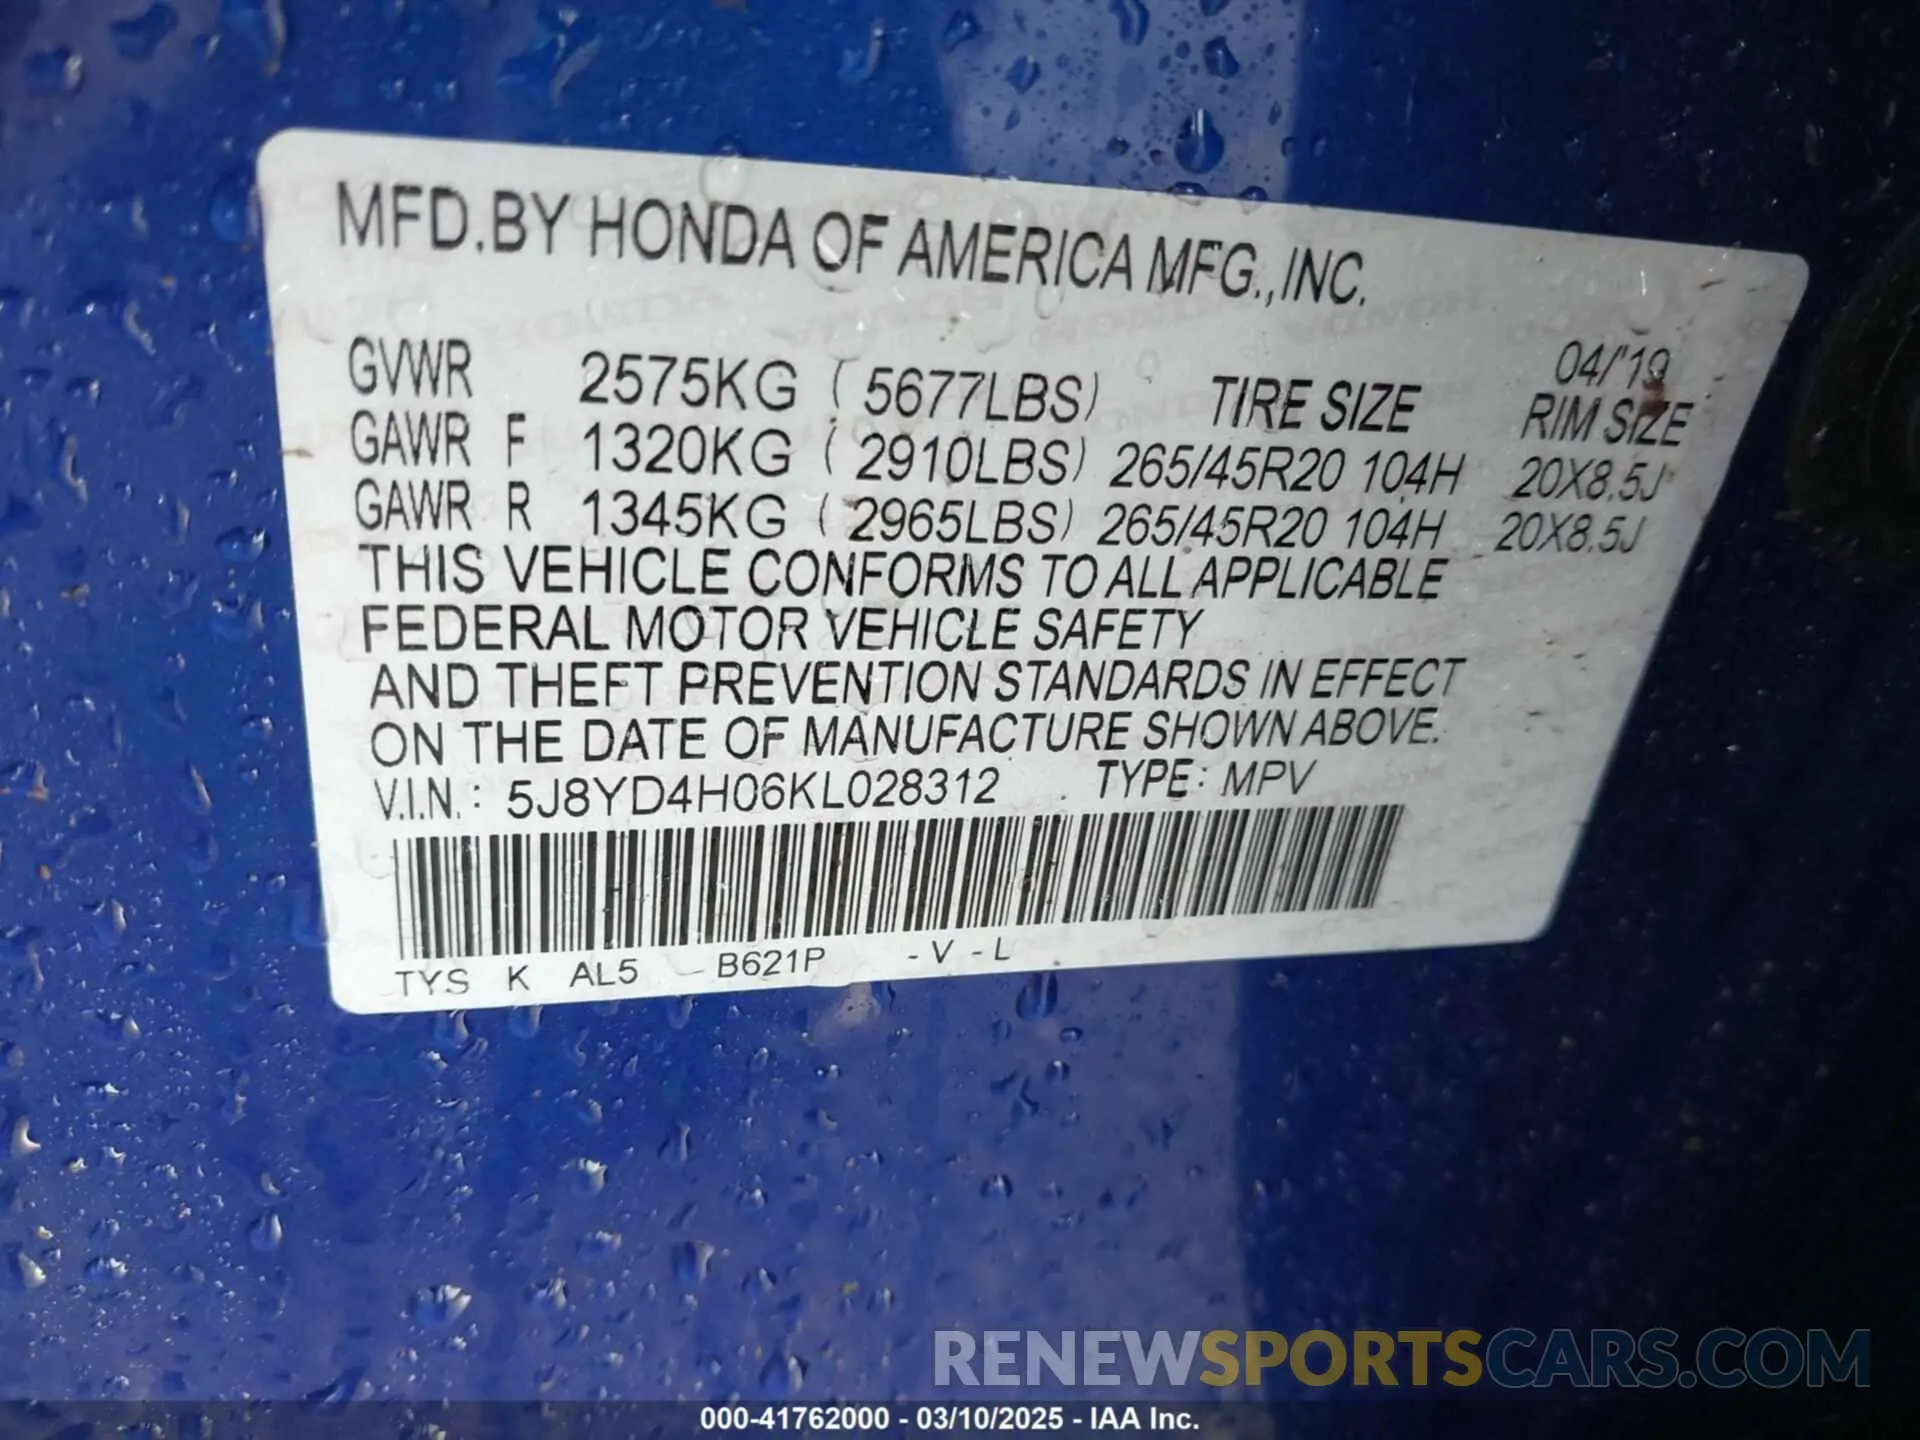 MFD.BY HONDA OF AMERICA MFG.,INC.
04/'19
GVWR 2575KG ( 5677LBS) TIRE SIZE RIM SIZE
GAWR F 1320KG ( 2910LBS) 265/45R20 104H 20X8.5J
GAWR R 1345KG ( 2965LBS) 265/45R20 104H 20X8.5J
THIS VEHICLE CONFORMS TO ALL APPLICABLE
FEDERAL MOTOR VEHICLE SAFETY
AND THEFT PREVENTION STANDARDS IN EFFECT
ON THE DATE OF MANUFACTURE SHOWN ABOVE.
V.I.N.: 5J8YD4H06KL028312 TYPE: MPV
TYS K AL5 - B621P - V - L
RENEWSPORTSCARS.COM
000-41762000 - 03/10/2025 - IAA Inc.